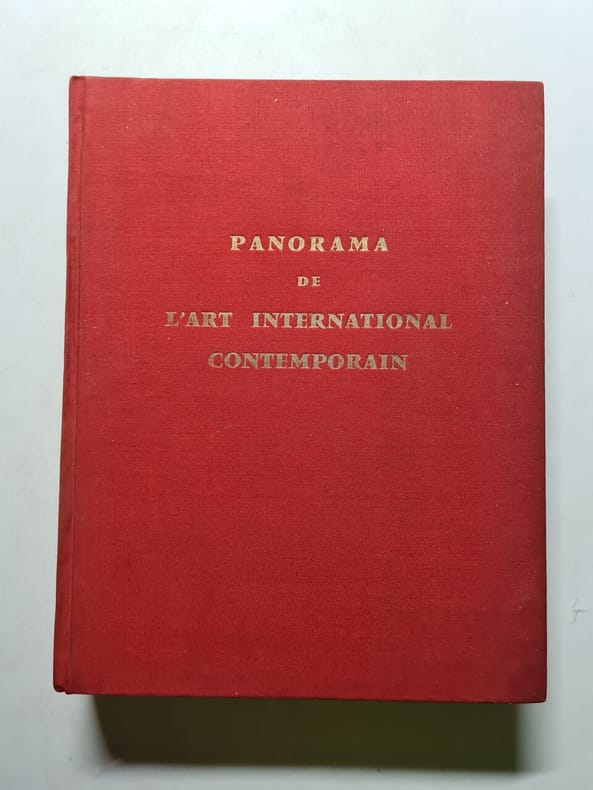 PANORAMA
DE
L'ART INTERNATIONAL
CONTEMPORAIN